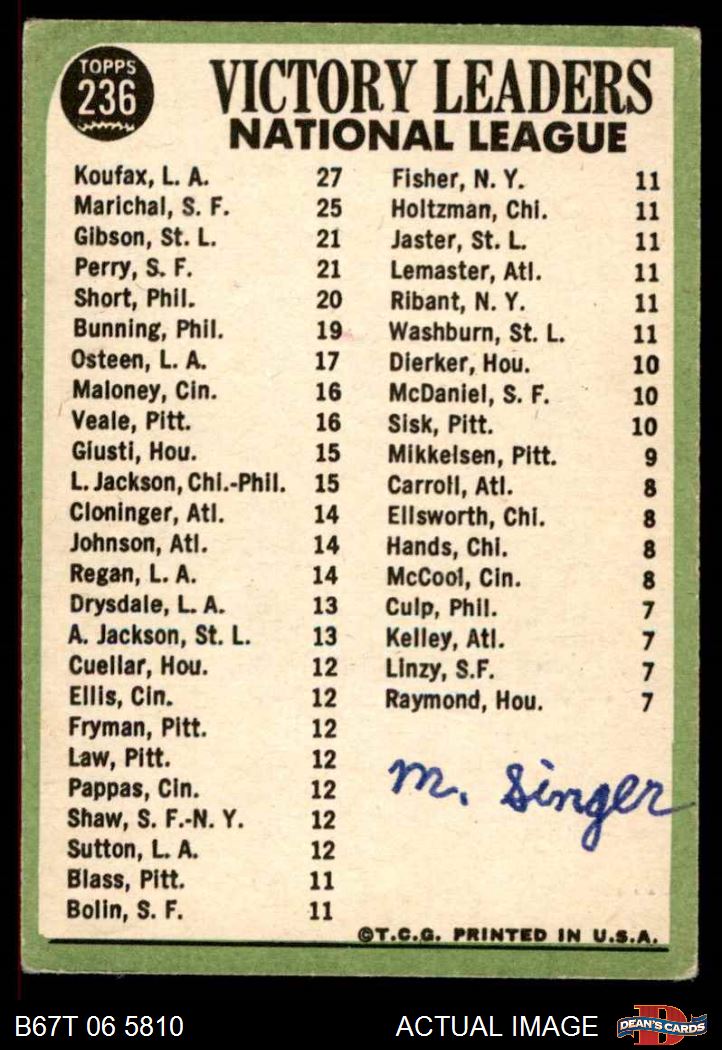 TOPPS
236
VICTORY LEADERS
NATIONAL LEAGUE
Koufax, L. A. 27
Marichal, S. F. 25
Gibson, St. L. 21
Perry, S. F. 21
Short, Phil. 20
Bunning, Phil. 19
Osteen, L. A. 17
Maloney, Cin. 16
Veale, Pitt. 16
Giusti, Hou. 15
L. Jackson, Chi.-Phil. 15
Cloninger, Atl. 14
Johnson, Atl. 14
Regan, L. A. 14
Drysdale, L. A. 13
A. Jackson, St. L. 13
Cuellar, Hou. 12
Ellis, Cin. 12
Fryman, Pitt. 12
Law, Pitt. 12
Pappas, Cin. 12
Shaw, S. F.-N. Y. 12
Sutton, L. A. 12
Blass, Pitt. 11
Bolin, S. F. 11
Fisher, N. Y. 11
Holtzman, Chi. 11
Jaster, St. L. 11
Lemaster, Atl. 11
Ribant, N. Y. 11
Washburn, St. L. 11
Dierker, Hou. 10
McDaniel, S. F. 10
Sisk, Pitt. 10
Mikkelsen, Pitt. 9
Carroll, Atl. 8
Ellsworth, Chi. 8
Hands, Chi. 8
McCool, Cin. 8
Culp, Phil. 7
Kelley, Atl. 7
Linzy, S.F. 7
Raymond, Hou. 7
M. Singer
©T.C.G. PRINTED IN U.S.A.
B67T 06 5810 ACTUAL IMAGE
D
DEAN'S CARDS